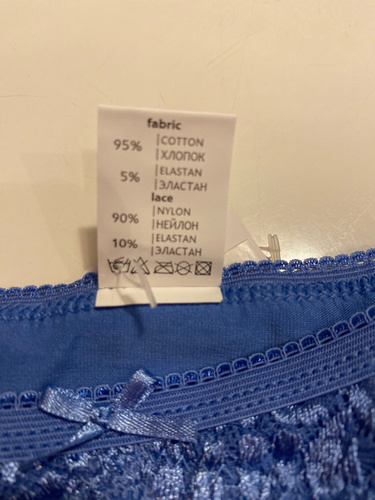 fabric
95% COTTON
ХЛОПОК
5% ELASTAN
ЭЛАСТАН
lace
90% NYLON
НЕЙЛОН
10% ELASTAN
ЭЛАСТАН